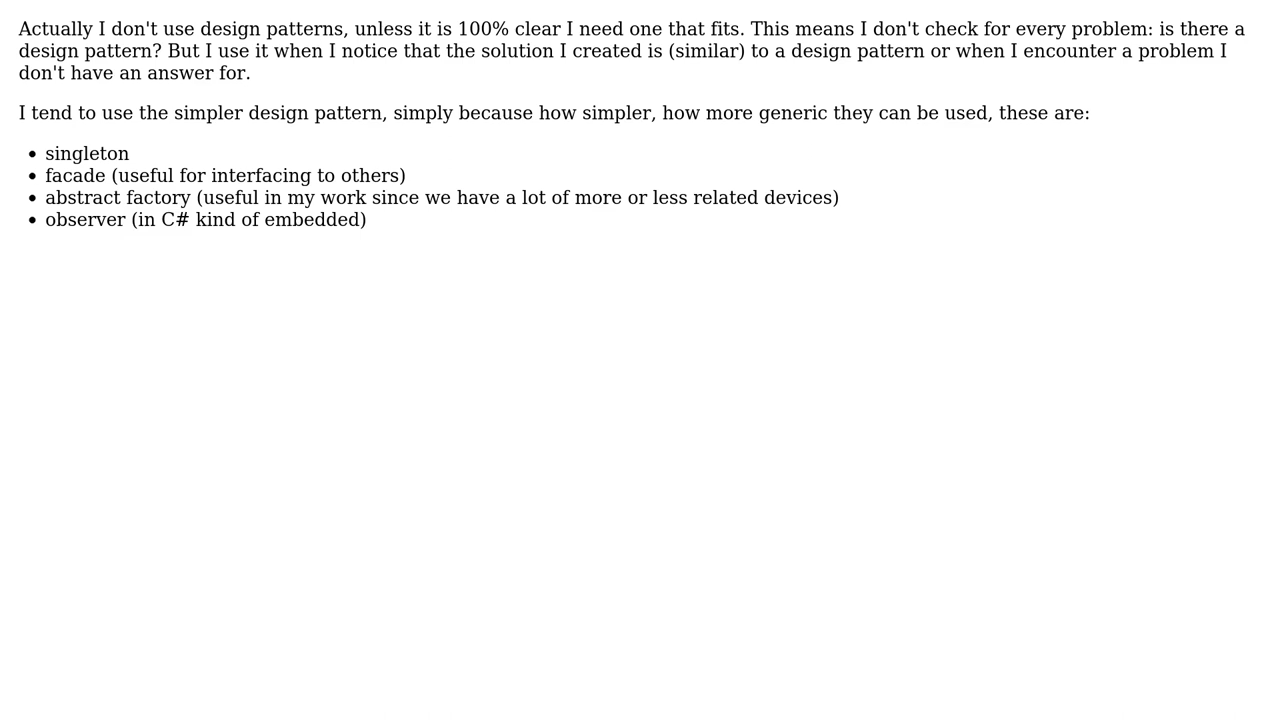 Actually I don't use design patterns, unless it is 100% clear I need one that fits. This means I don't check for every problem: is there a
design pattern? But I use it when I notice that the solution I created is (similar) to a design pattern or when I encounter a problem I
don't have an answer for.
I tend to use the simpler design pattern, simply because how simpler, how more generic they can be used, these are:
• singleton
• facade (useful for interfacing to others)
• abstract factory (useful in my work since we have a lot of more or less related devices)
• observer (in C# kind of embedded)